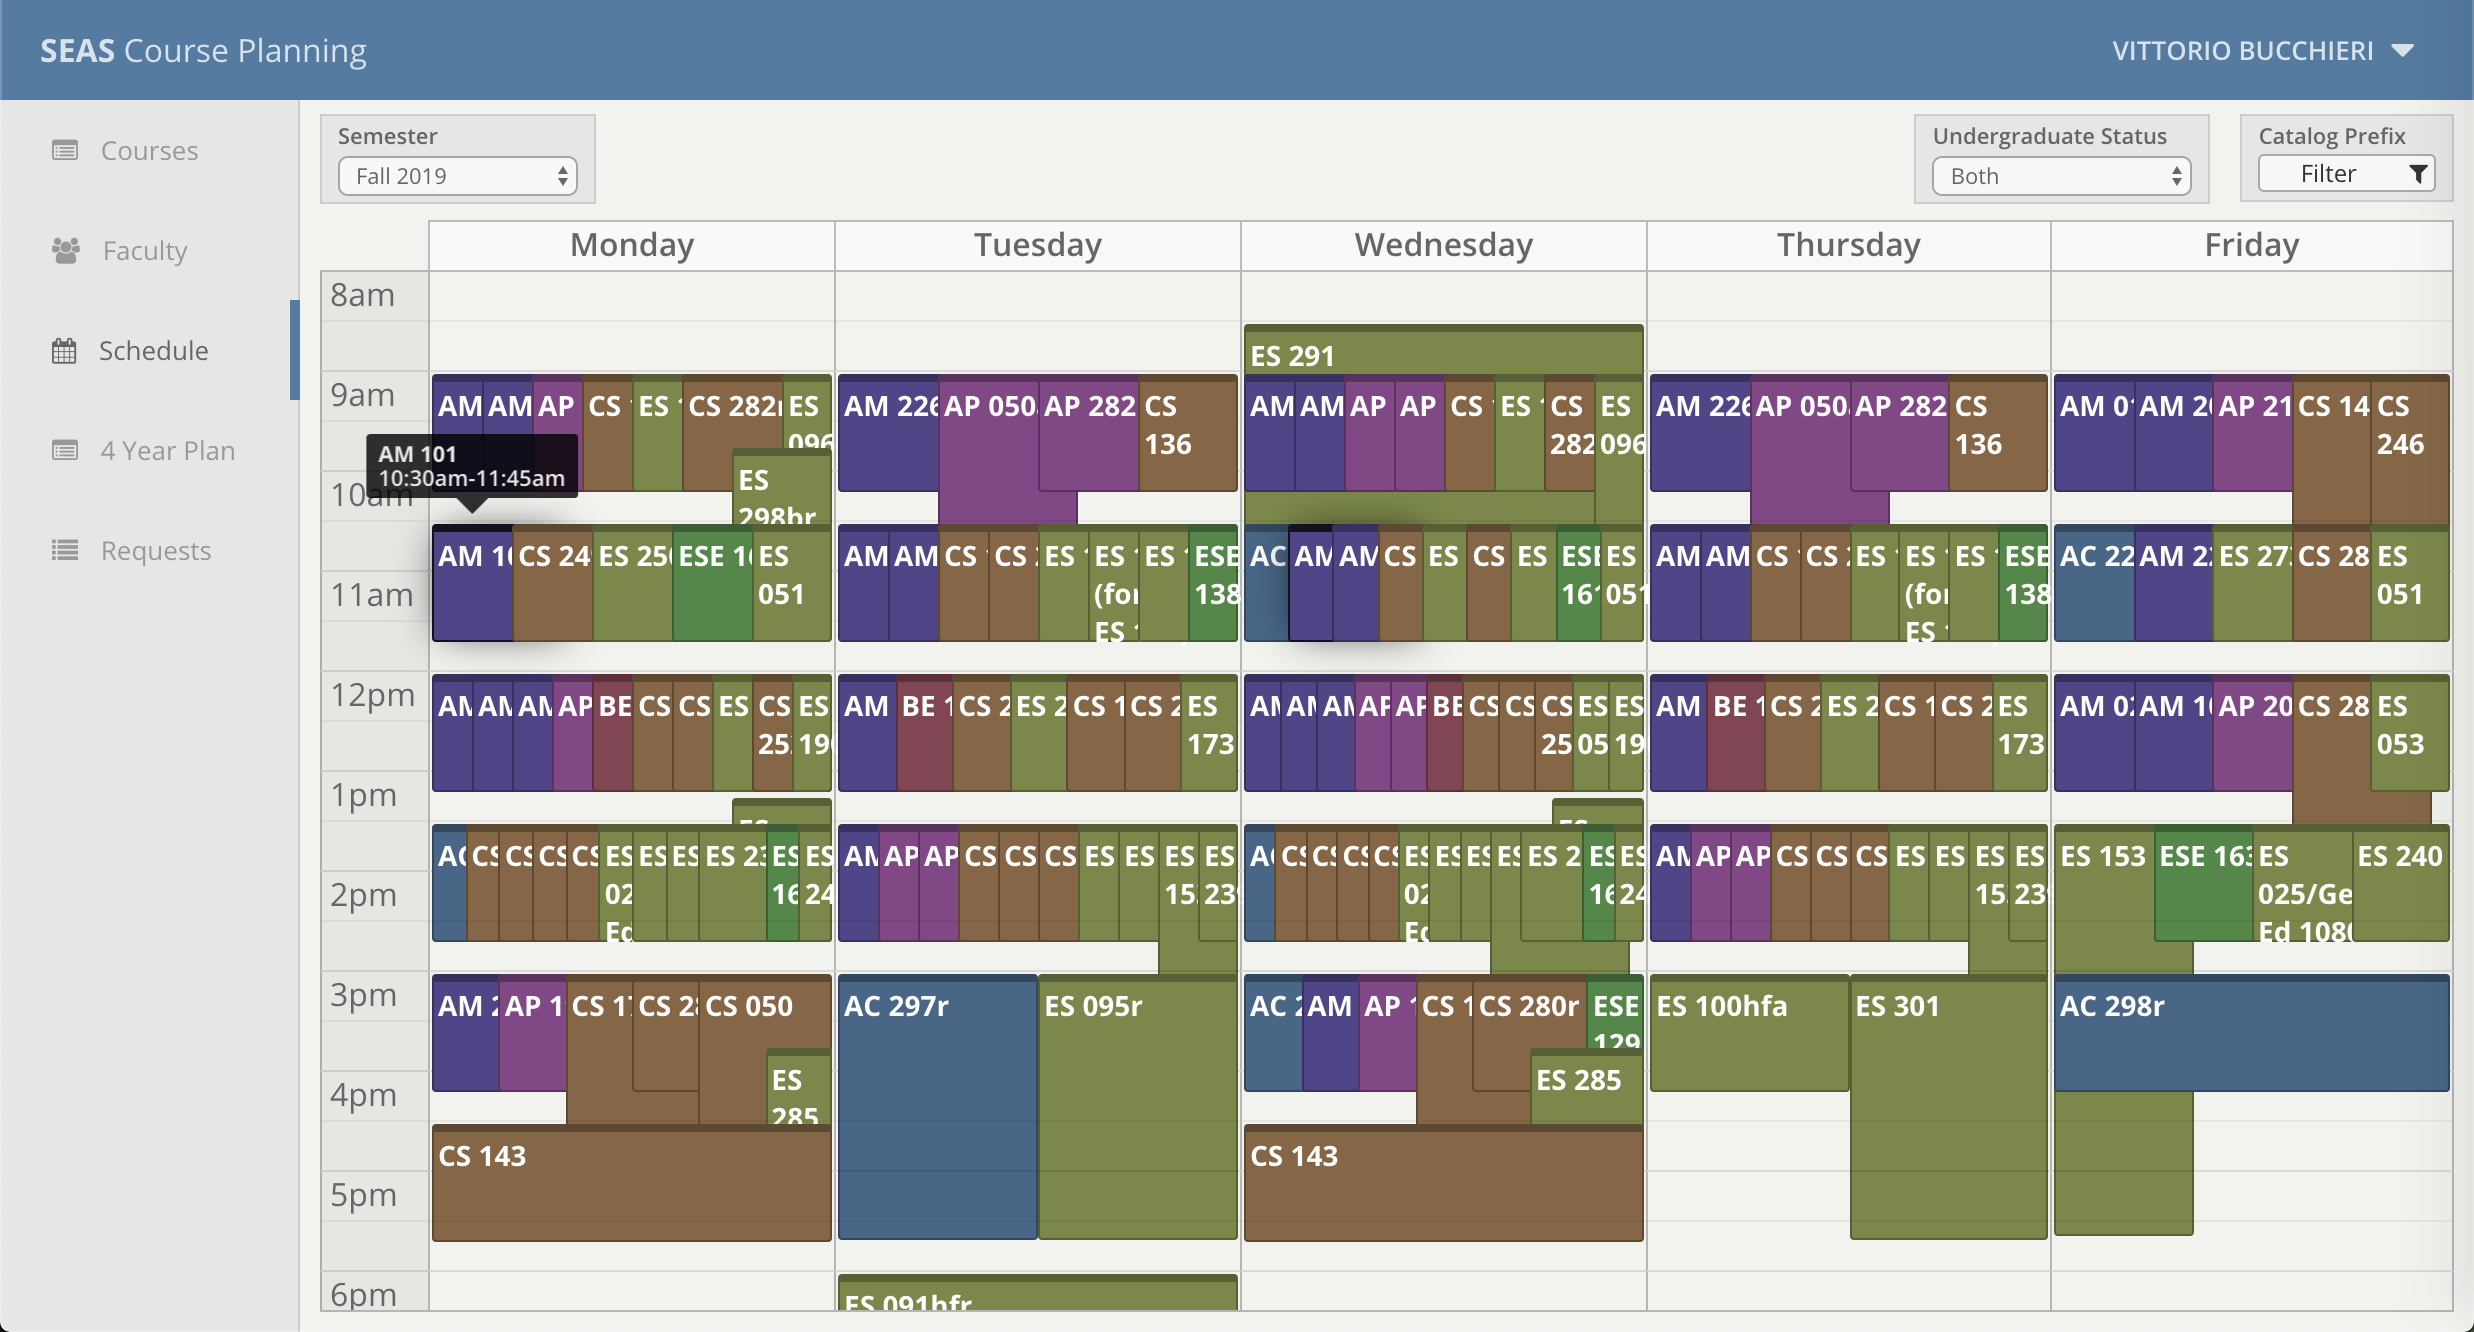 SEAS Course Planning
VITTORIO BUCCHIERI
Courses
Faculty
Schedule
4 Year Plan
Requests
Semester
Fall 2019
Undergraduate Status
Both
Catalog Prefix
Filter
Monday Tuesday Wednesday Thursday Friday
8am
ES 291
9am
AM AM AP CS ES CS 282r ES 096
AM 226 AP 050 AP 282 CS 136
AM AM AP AP CS ES CS 282 ES 096
AM 226 AP 050 AP 282 CS 136
AM AM AP 21 CS 14 CS 246
AM 101
10:30am-11:45am
ES 298br
10am
AM 10 CS 24 ES 25 ESE 16 ES 051
AM AM CS CS ES ES (for ES ES ESE 138
AC AM AM CS ES CS ES ESE 161 ES 051
AM AM CS CS ES ES (for ES ES ESE 138
AC 22 AM 2 ES 27 CS 28 ES 051
11am
12pm
AM AM AM AP BE CS CS ES CS 25 ES 19
AM BE CS 2 ES 2 CS 1 CS 2 ES 173
AM AM AM AP AP BE CS CS CS 25 ES 05 ES 19
AM BE CS 2 ES 2 CS 1 CS 2 ES 173
AM 0 AM 1 AP 20 CS 28 ES 053
1pm
ES
ES
AC CS CS CS CS ES 02 Ed ES ES ES 23 ES 16 ES 24
AM AP AP CS CS CS ES ES ES 15 ES 239
AC CS CS CS CS ES 02 Ed ES ES ES ES 2 ES 16 ES 24
AM AP AP CS CS CS ES ES ES 15 ES 239
ES 153 ESE 163 ES 025/Ge Ed 1080 ES 240
2pm
3pm
AM 2 AP 1 CS 1 CS 28 CS 050
AC 297r ES 095r
AC 2 AM AP CS 1 CS 280r ESE 129
ES 100hfa ES 301
AC 298r
ES 285
ES 285
4pm
CS 143
CS 143
5pm
6pm
ES 091hfr